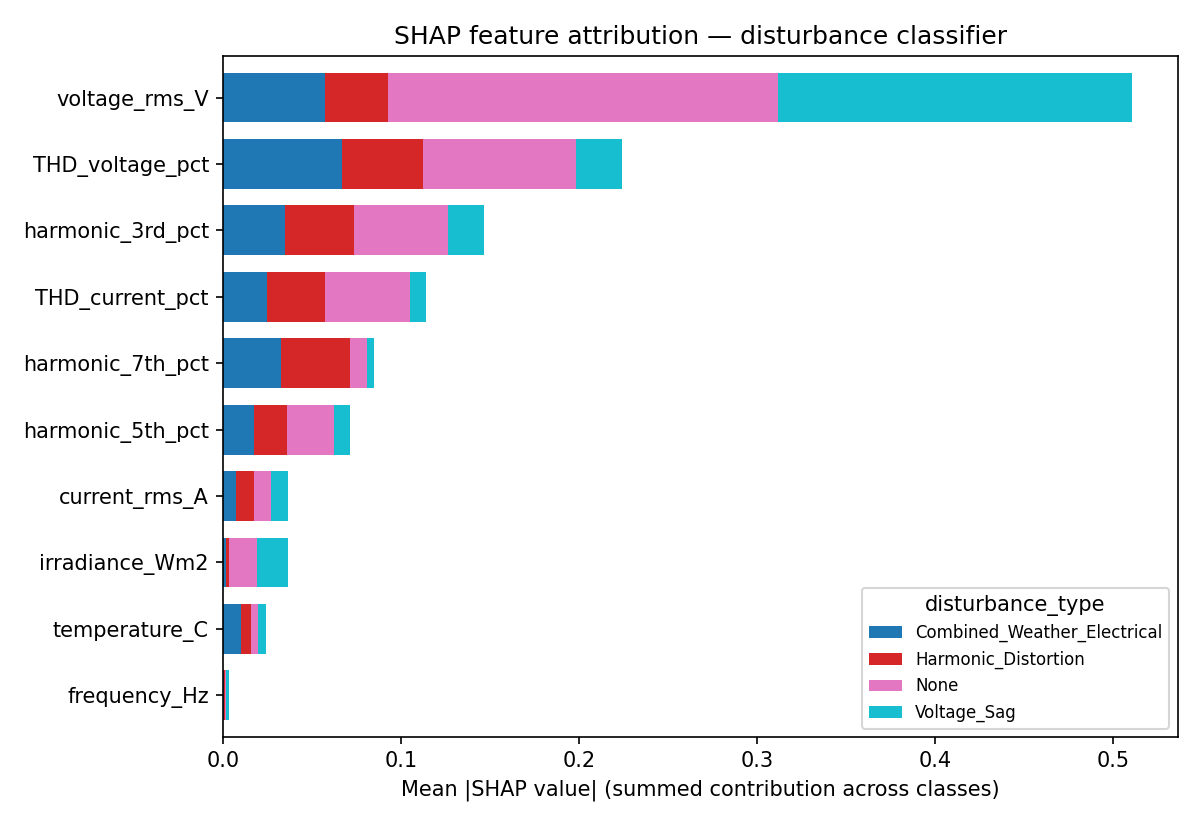 SHAP feature attribution — disturbance classifier
voltage_rms_V
THD_voltage_pct
harmonic_3rd_pct
THD_current_pct
harmonic_7th_pct
harmonic_5th_pct
current_rms_A
irradiance_Wm2
temperature_C
frequency_Hz
disturbance_type
Combined_Weather_Electrical
Harmonic_Distortion
None
Voltage_Sag
0.0 0.1 0.2 0.3 0.4 0.5
Mean |SHAP value| (summed contribution across classes)